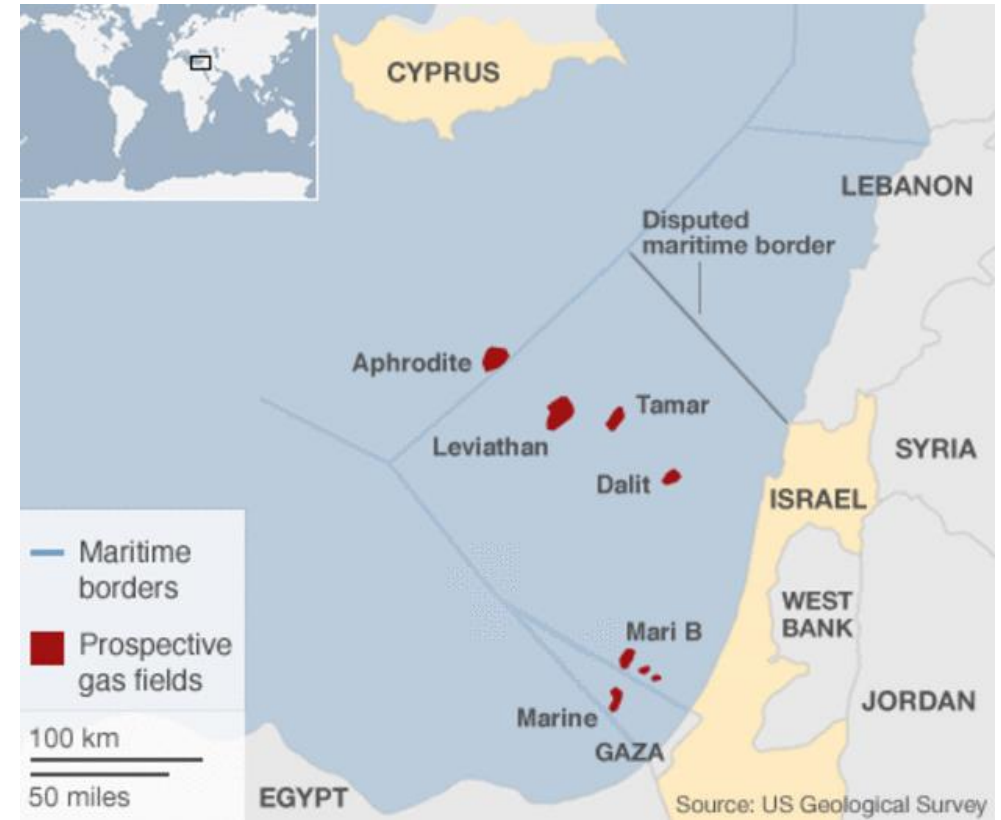 CYPRUS
LEBANON
Disputed
maritime border
Aphrodite
Tamar
Leviathan
SYRIA
Dalit
ISRAEL
Maritime
borders
WEST
BANK
Mari B
Prospective
gas fields
JORDAN
Marine
100 km
GAZA
50 miles
EGYPT
Source: US Geological Survey